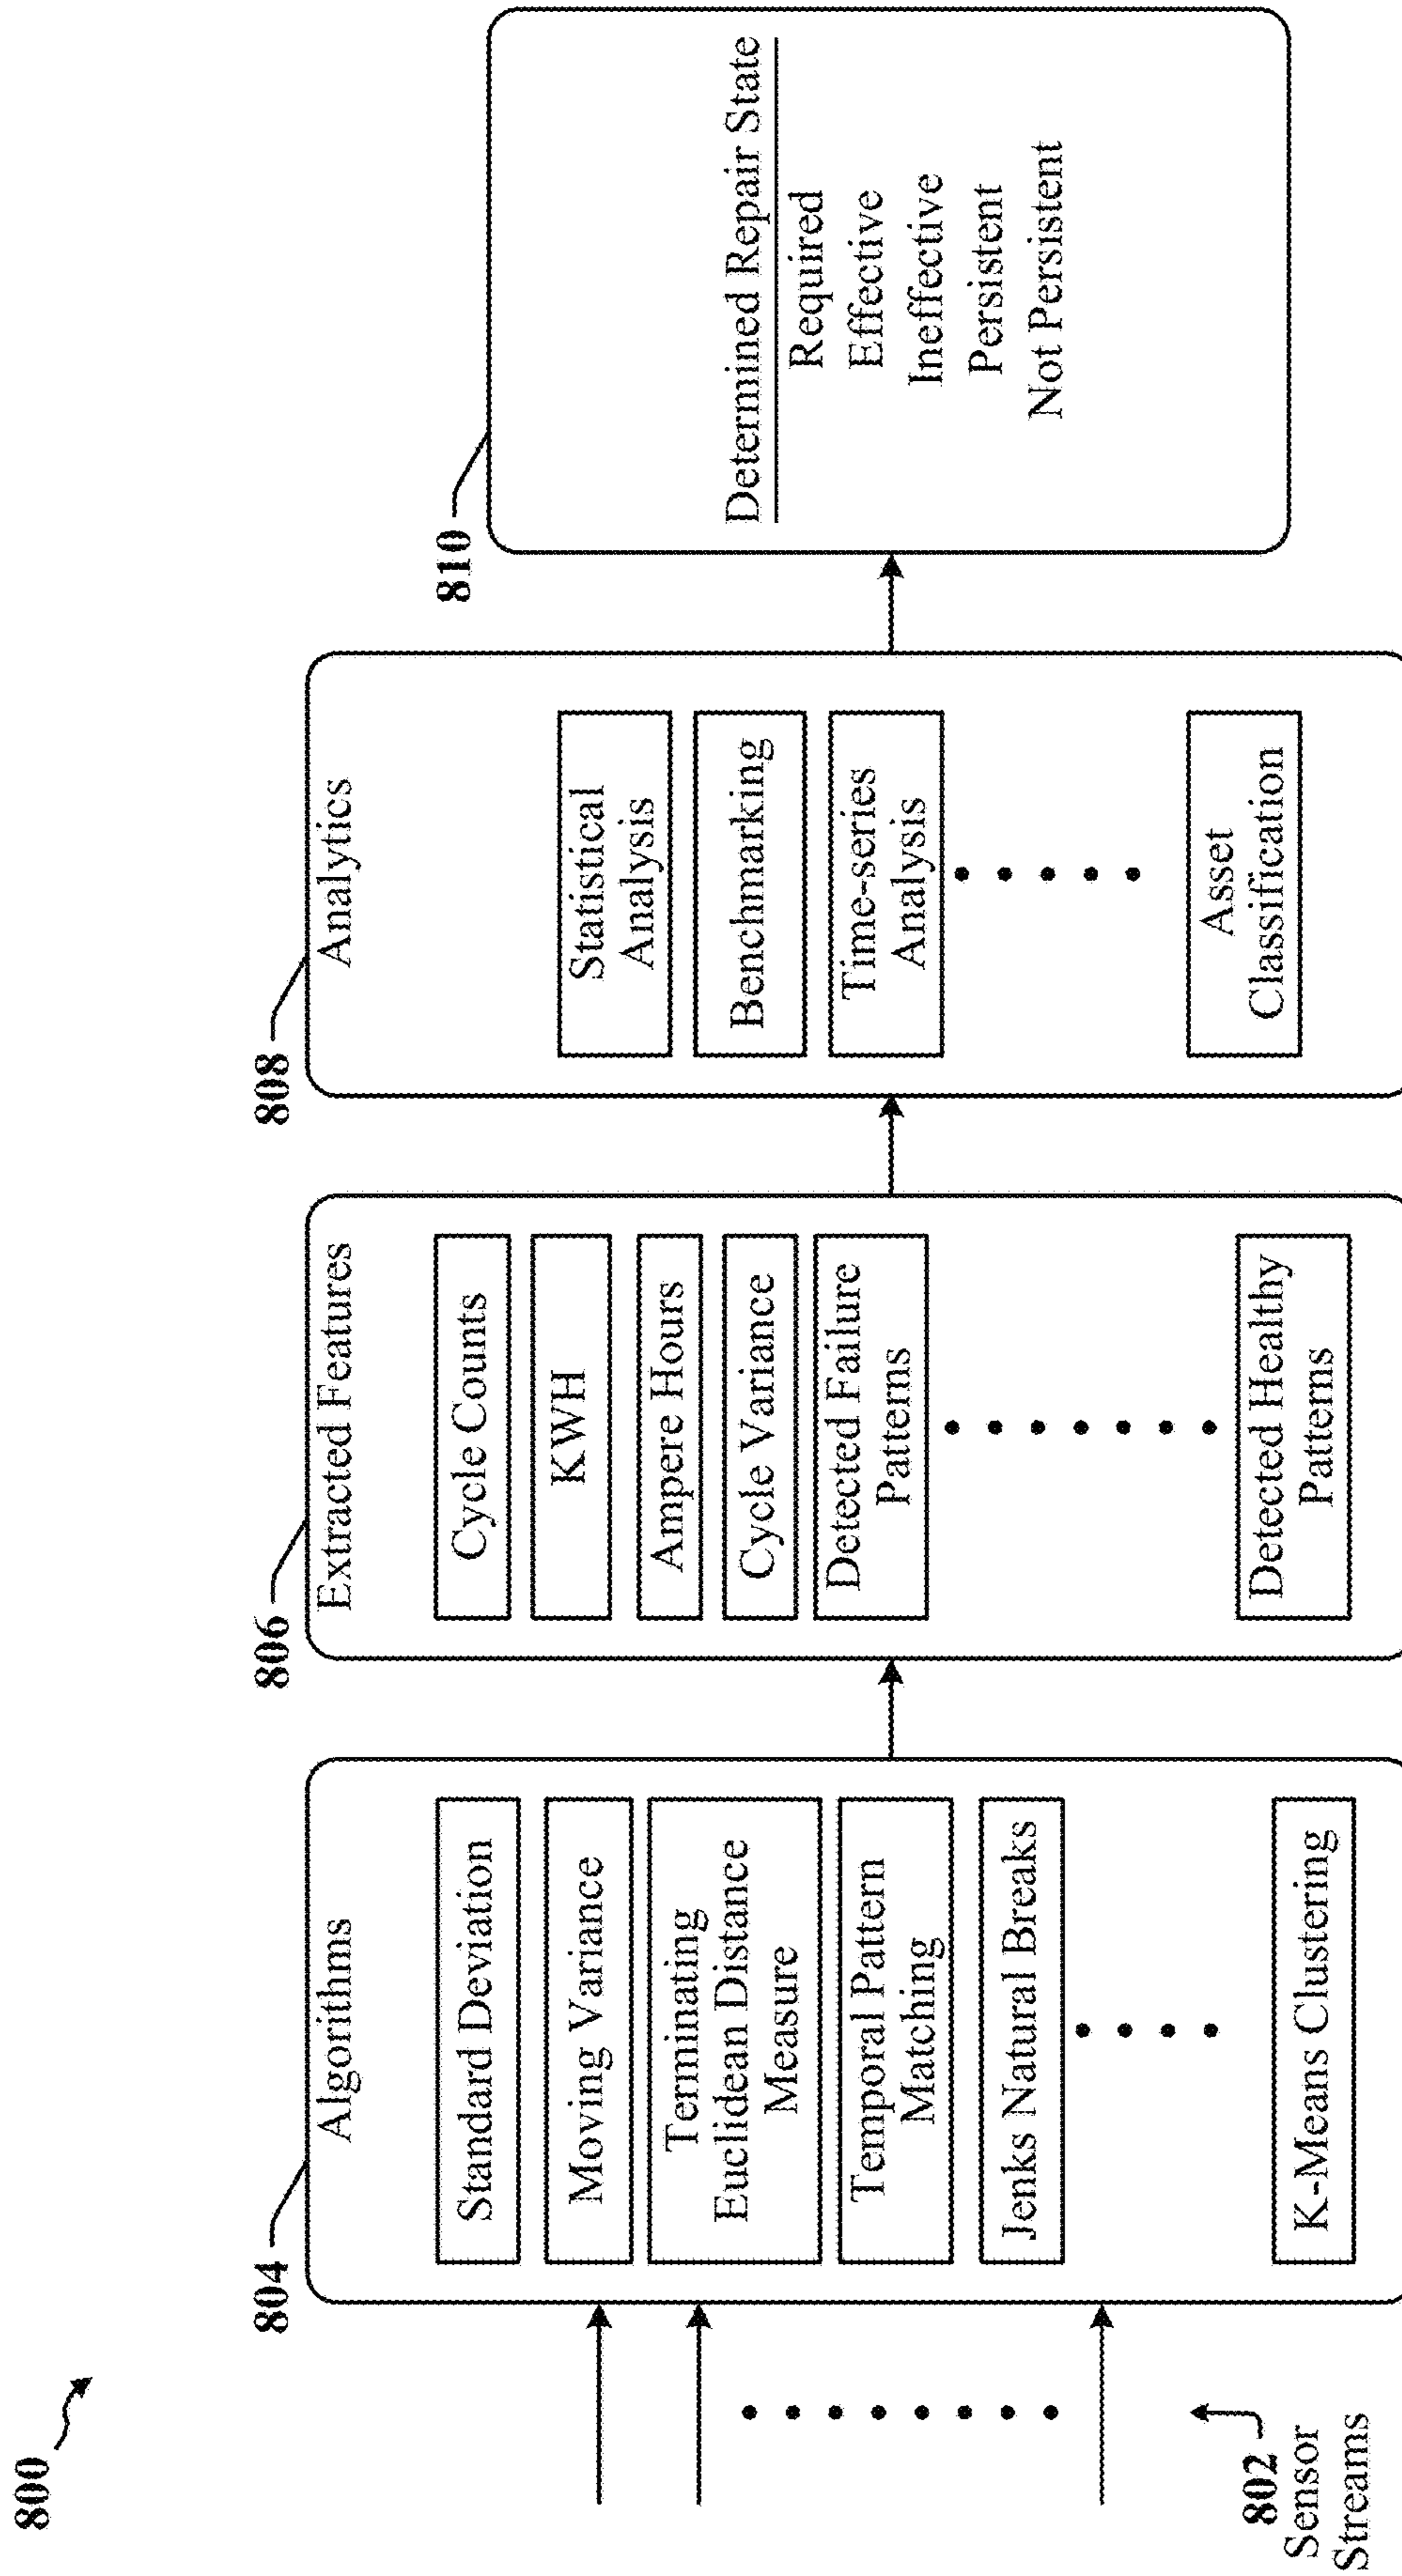 800
802
Sensor
Streams
804
Algorithms
Standard Deviation
Moving Variance
Terminating
Euclidean Distance
Measure
Temporal Pattern
Matching
Jenks Natural Breaks
K-Means Clustering
806
Extracted Features
Cycle Counts
KWH
Ampere Hours
Cycle Variance
Detected Failure
Patterns
Detected Healthy
Patterns
808
Analytics
Statistical
Analysis
Benchmarking
Time-series
Analysis
Asset
Classification
810
Determined Repair State
Required
Effective
Ineffective
Persistent
Not Persistent